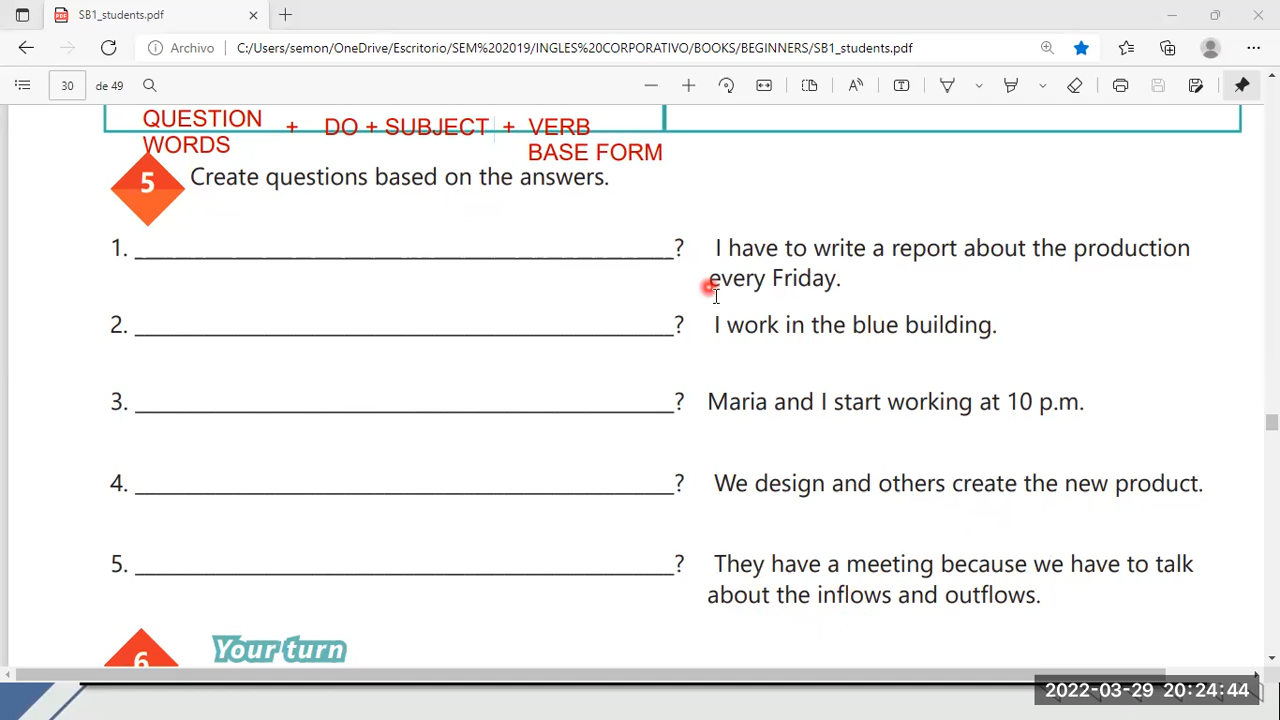 SB1_students.pdf
Archivo
C:/Users/semon/OneDrive/Escritorio/SEM%202019/INGLES%20CORPORATIVO/BOOKS/BEGINNERS/SB1_students.pdf
30 de 49
QUESTION WORDS + DO + SUBJECT + VERB BASE FORM
5 Create questions based on the answers.
1. ? I have to write a report about the production
every Friday.
2. ? I work in the blue building.
3. ? Maria and I start working at 10 p.m.
4. ? We design and others create the new product.
5. ? They have a meeting because we have to talk
about the inflows and outflows.
6 Your turn
2022-03-29 20:24:44